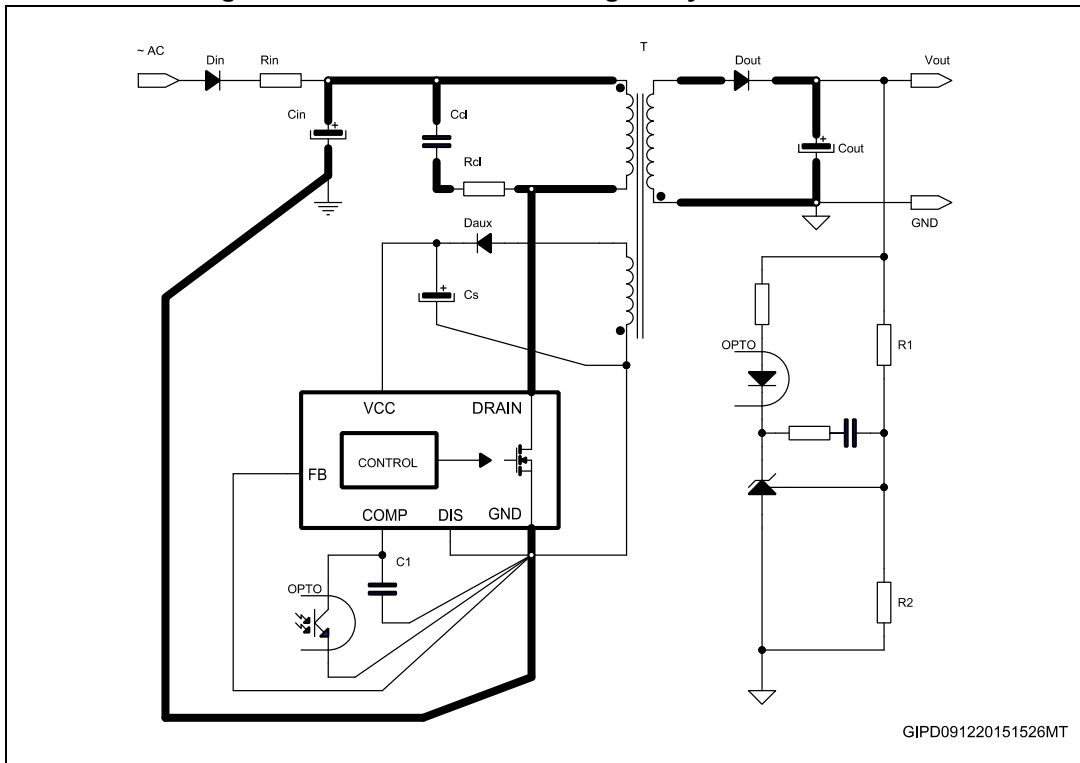 ~ AC
Din
Rin
T
Dout
Vout
Cin
+
Ccl
+
Cout
Rcl
GND
Daux
+
Cs
OPTO
R1
VCC
DRAIN
FB
CONTROL
COMP
DIS
GND
C1
OPTO
R2
GIPD091220151526MT